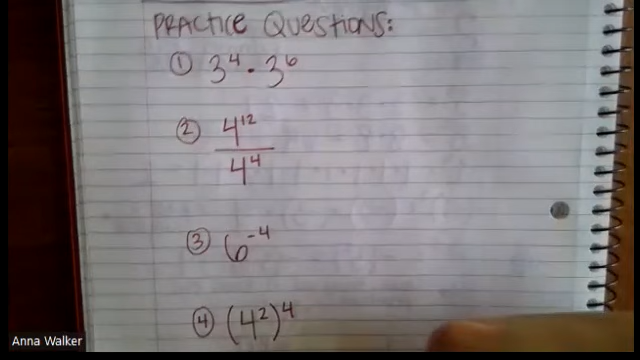 PRACTICE QUESTIONS:
① 3⁴ · 3⁶
② 4¹² / 4⁴
③ 6⁻⁴
④ (4²)⁴
Anna Walker